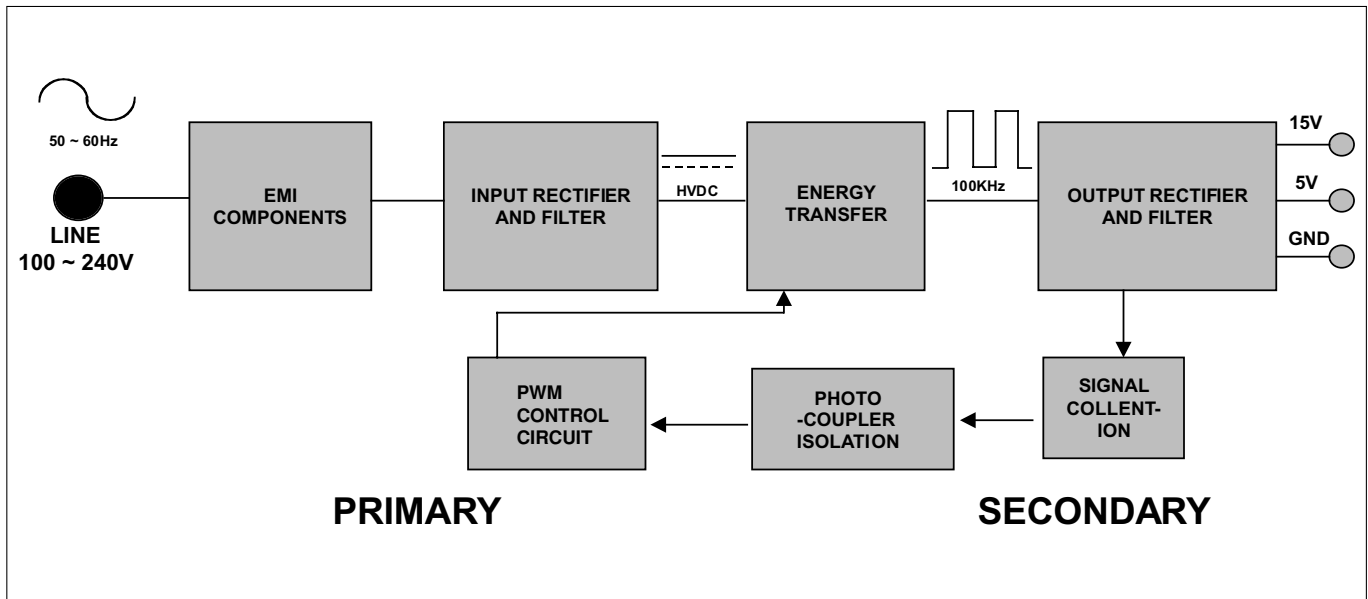 50 ~ 60Hz
LINE
100 ~ 240V
EMI
COMPONENTS
INPUT RECTIFIER
AND FILTER
HVDC
ENERGY
TRANSFER
100KHz
OUTPUT RECTIFIER
AND FILTER
15V
5V
GND
PWM
CONTROL
CIRCUIT
PHOTO
-COUPLER
ISOLATION
SIGNAL
COLLENT-
ION
PRIMARY
SECONDARY